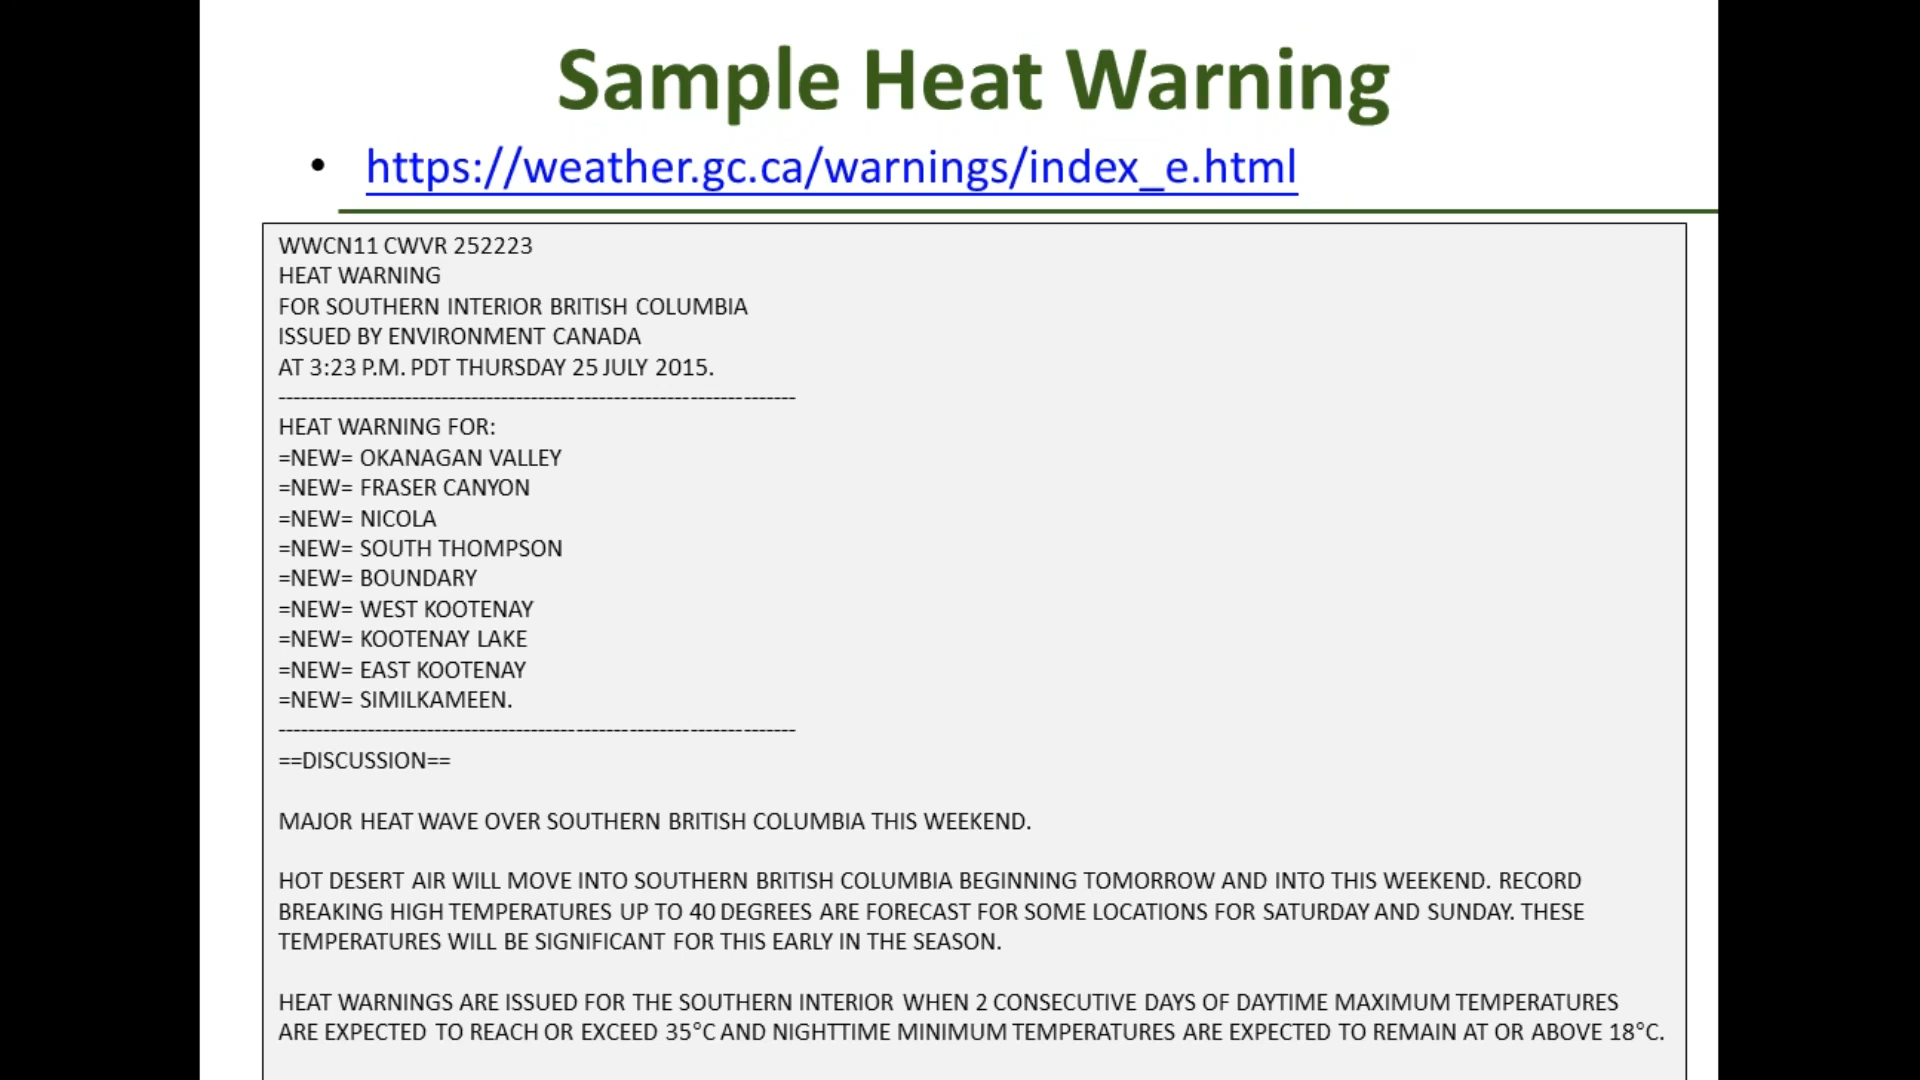 Sample Heat Warning
• https://weather.gc.ca/warnings/index_e.html
WWCN11 CWVR 252223
HEAT WARNING
FOR SOUTHERN INTERIOR BRITISH COLUMBIA
ISSUED BY ENVIRONMENT CANADA
AT 3:23 P.M. PDT THURSDAY 25 JULY 2015.
---------------------------------------------------------------------
HEAT WARNING FOR:
=NEW= OKANAGAN VALLEY
=NEW= FRASER CANYON
=NEW= NICOLA
=NEW= SOUTH THOMPSON
=NEW= BOUNDARY
=NEW= WEST KOOTENAY
=NEW= KOOTENAY LAKE
=NEW= EAST KOOTENAY
=NEW= SIMILKAMEEN.
---------------------------------------------------------------------
==DISCUSSION==
MAJOR HEAT WAVE OVER SOUTHERN BRITISH COLUMBIA THIS WEEKEND.
HOT DESERT AIR WILL MOVE INTO SOUTHERN BRITISH COLUMBIA BEGINNING TOMORROW AND INTO THIS WEEKEND. RECORD
BREAKING HIGH TEMPERATURES UP TO 40 DEGREES ARE FORECAST FOR SOME LOCATIONS FOR SATURDAY AND SUNDAY. THESE
TEMPERATURES WILL BE SIGNIFICANT FOR THIS EARLY IN THE SEASON.
HEAT WARNINGS ARE ISSUED FOR THE SOUTHERN INTERIOR WHEN 2 CONSECUTIVE DAYS OF DAYTIME MAXIMUM TEMPERATURES
ARE EXPECTED TO REACH OR EXCEED 35°C AND NIGHTTIME MINIMUM TEMPERATURES ARE EXPECTED TO REMAIN AT OR ABOVE 18°C.